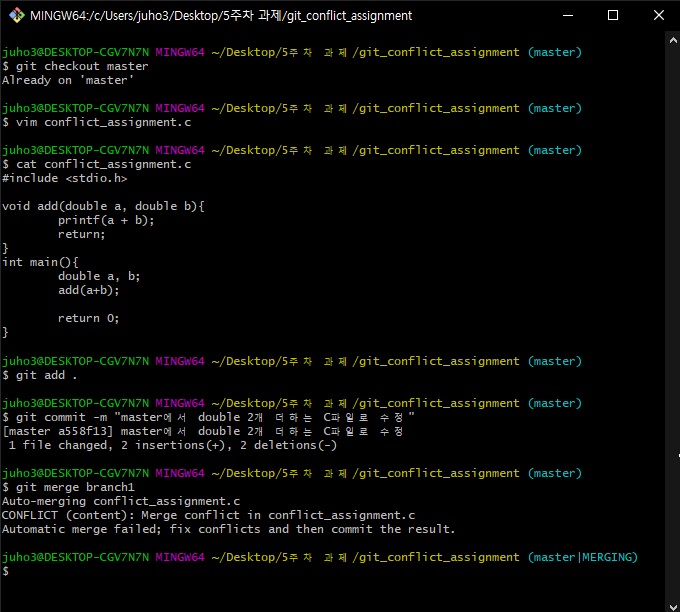 MINGW64:/c/Users/juho3/Desktop/5주차 과제/git_conflict_assignment
juho3@DESKTOP-CGV7N7N MINGW64 ~/Desktop/5주차 과제/git_conflict_assignment (master)
$ git checkout master
Already on 'master'
juho3@DESKTOP-CGV7N7N MINGW64 ~/Desktop/5주차 과제/git_conflict_assignment (master)
$ vim conflict_assignment.c
juho3@DESKTOP-CGV7N7N MINGW64 ~/Desktop/5주차 과제/git_conflict_assignment (master)
$ cat conflict_assignment.c
#include <stdio.h>
void add(double a, double b){
printf(a + b);
return;
}
int main(){
double a, b;
add(a+b);
return 0;
}
juho3@DESKTOP-CGV7N7N MINGW64 ~/Desktop/5주차 과제/git_conflict_assignment (master)
$ git add .
juho3@DESKTOP-CGV7N7N MINGW64 ~/Desktop/5주차 과제/git_conflict_assignment (master)
$ git commit -m "master에서 double 2개 더하는 C파일로 수정"
[master a558f13] master에서 double 2개 더하는 C파일로 수정
1 file changed, 2 insertions(+), 2 deletions(-)
juho3@DESKTOP-CGV7N7N MINGW64 ~/Desktop/5주차 과제/git_conflict_assignment (master)
$ git merge branch1
Auto-merging conflict_assignment.c
CONFLICT (content): Merge conflict in conflict_assignment.c
Automatic merge failed; fix conflicts and then commit the result.
juho3@DESKTOP-CGV7N7N MINGW64 ~/Desktop/5주차 과제/git_conflict_assignment (master|MERGING)
$